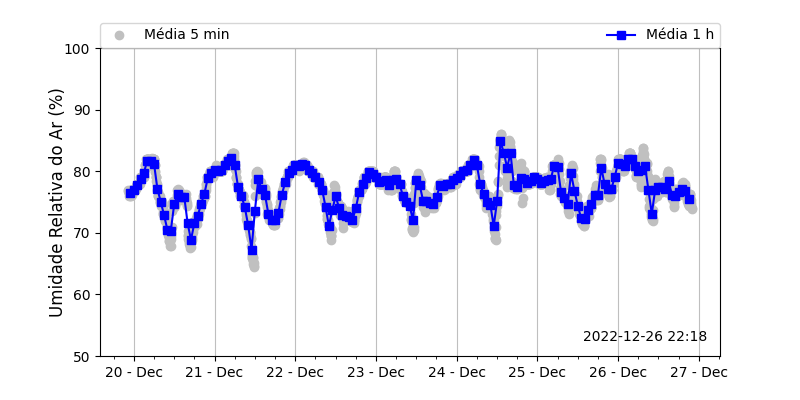 Média 5 min
Média 1 h
Umidade Relativa do Ar (%)
100
90
80
70
60
50
2022-12-26 22:18
20 - Dec
21 - Dec
22 - Dec
23 - Dec
24 - Dec
25 - Dec
26 - Dec
27 - Dec